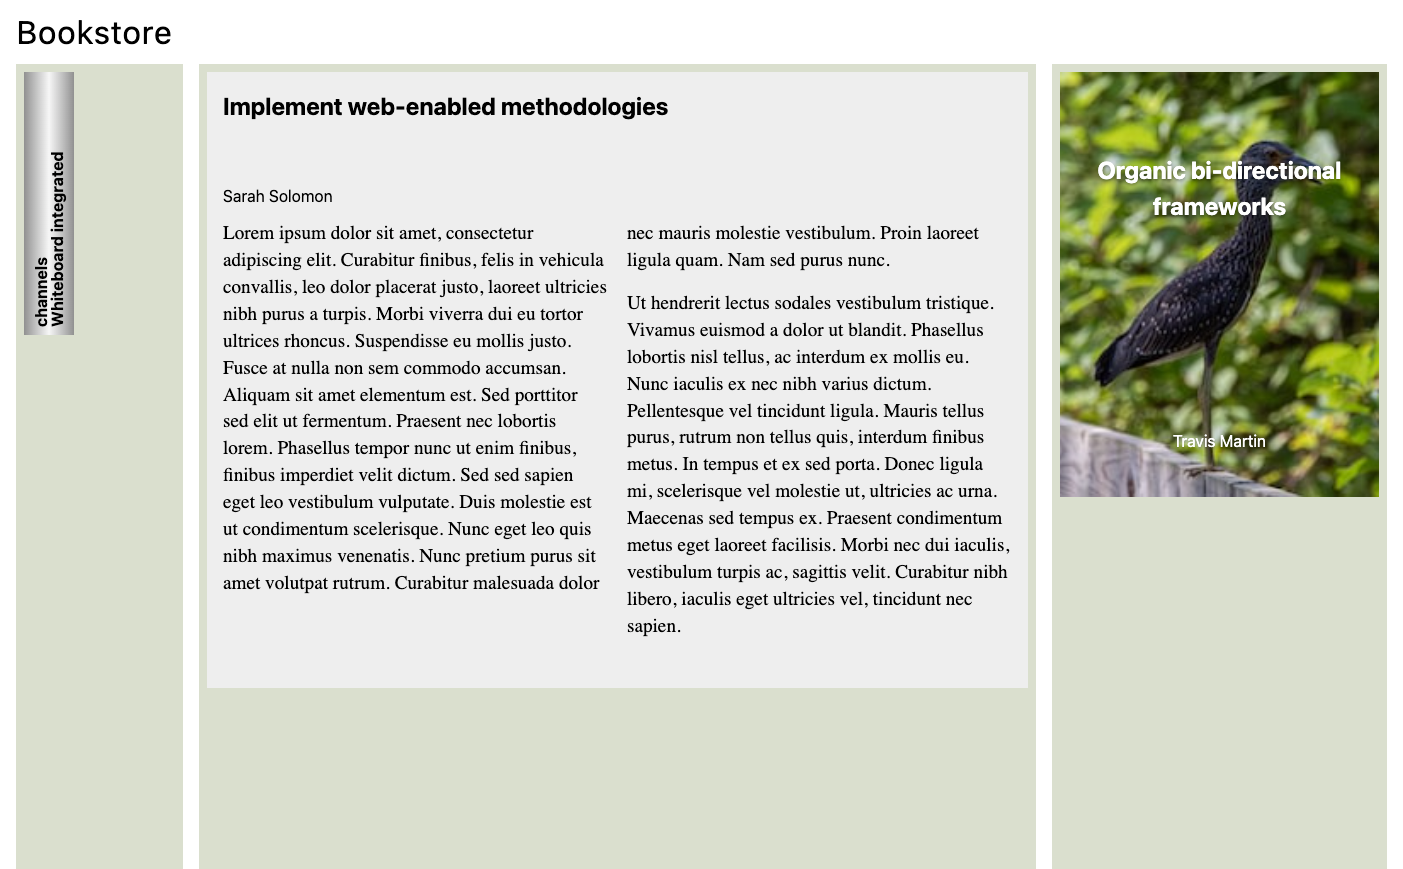 Bookstore
Whiteboard integrated
channels
Implement web-enabled methodologies
Sarah Solomon
Lorem ipsum dolor sit amet, consectetur
adipiscing elit. Curabitur finibus, felis in vehicula
convallis, leo dolor placerat justo, laoreet ultricies
nibh purus a turpis. Morbi viverra dui eu tortor
ultrices rhoncus. Suspendisse eu mollis justo.
Fusce at nulla non sem commodo accumsan.
Aliquam sit amet elementum est. Sed porttitor
sed elit ut fermentum. Praesent nec lobortis
lorem. Phasellus tempor nunc ut enim finibus,
finibus imperdiet velit dictum. Sed sed sapien
eget leo vestibulum vulputate. Duis molestie est
ut condimentum scelerisque. Nunc eget leo quis
nibh maximus venenatis. Nunc pretium purus sit
amet volutpat rutrum. Curabitur malesuada dolor
nec mauris molestie vestibulum. Proin laoreet
ligula quam. Nam sed purus nunc.
Ut hendrerit lectus sodales vestibulum tristique.
Vivamus euismod a dolor ut blandit. Phasellus
lobortis nisl tellus, ac interdum ex mollis eu.
Nunc iaculis ex nec nibh varius dictum.
Pellentesque vel tincidunt ligula. Mauris tellus
purus, rutrum non tellus quis, interdum finibus
metus. In tempus et ex sed porta. Donec ligula
mi, scelerisque vel molestie ut, ultricies ac urna.
Maecenas sed tempus ex. Praesent condimentum
metus eget laoreet facilisis. Morbi nec dui iaculis,
vestibulum turpis ac, sagittis velit. Curabitur nibh
libero, iaculis eget ultricies vel, tincidunt nec
sapien.
Organic bi-directional
frameworks
Travis Martin